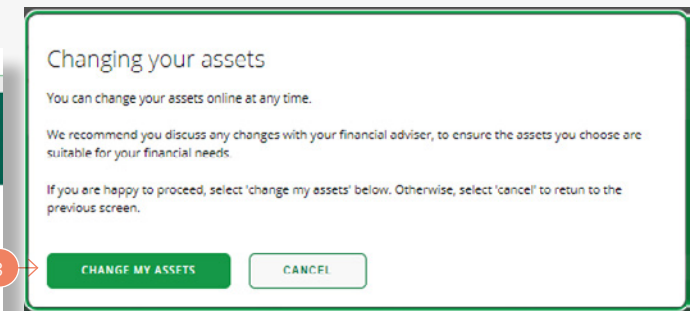 Changing your assets
You can change your assets online at any time.
We recommend you discuss any changes with your financial adviser, to ensure the assets you choose are
suitable for your financial needs.
If you are happy to proceed, select 'change my assets' below. Otherwise, select 'cancel' to retun to the
previous screen.
CHANGE MY ASSETS CANCEL